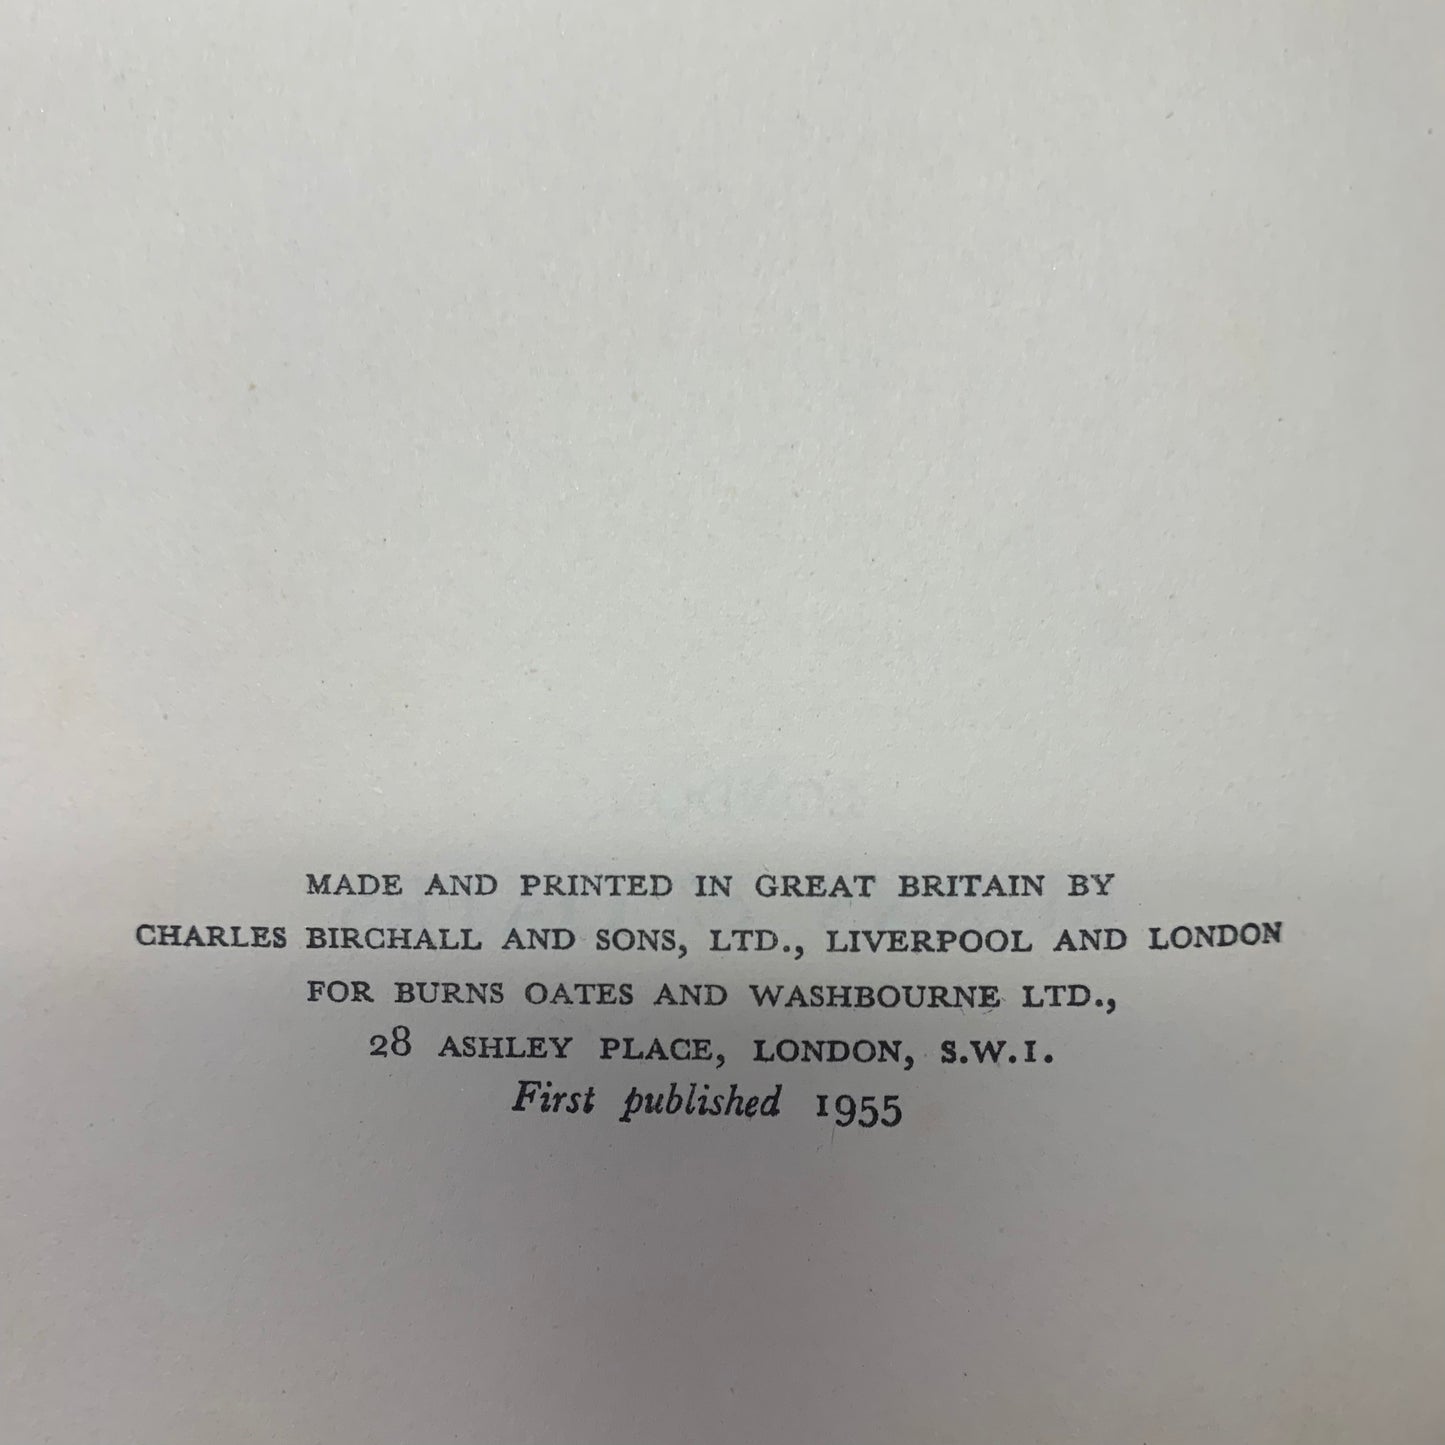 MADE AND PRINTED IN GREAT BRITAIN BY
CHARLES BIRCHALL AND SONS, LTD., LIVERPOOL AND LONDON
FOR BURNS OATES AND WASHBOURNE LTD.,
28 ASHLEY PLACE, LONDON, S.W.1.
First published 1955